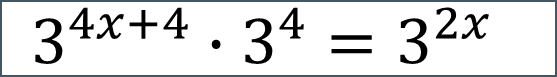 3^{4x+4} · 3^4 = 3^{2x}